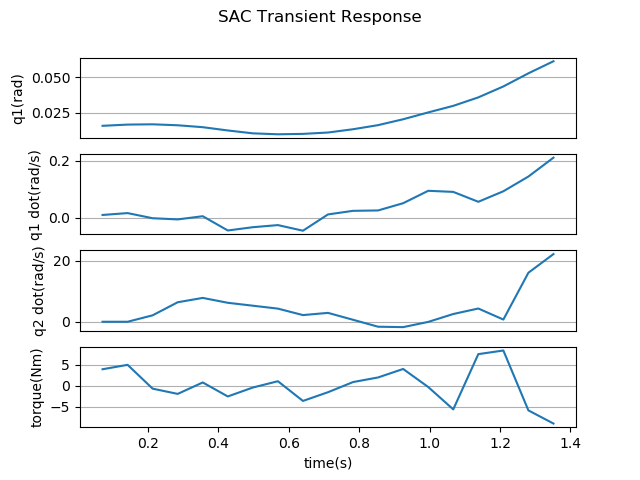 SAC Transient Response
q1(rad)
0.050
0.025
q1 dot(rad/s)
0.2
0.0
q2 dot(rad/s)
20
0
torque(Nm)
5
0
−5
0.2 0.4 0.6 0.8 1.0 1.2 1.4
time(s)